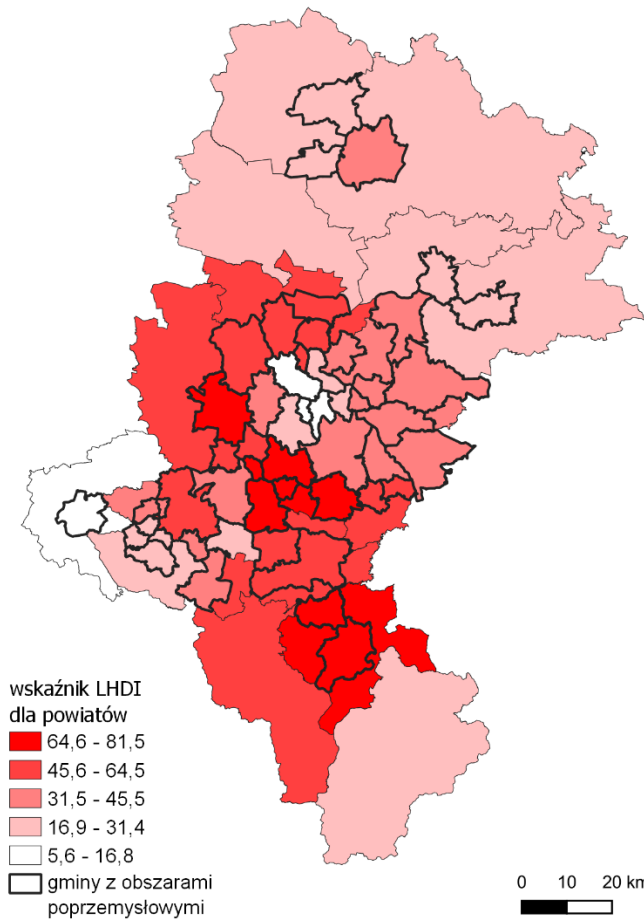 wskaźnik LHDI
dla powiatów
64,6 - 81,5
45,6 - 64,5
31,5 - 45,5
16,9 - 31,4
5,6 - 16,8
gminy z obszarami
poprzemysłowymi
0 10 20 km